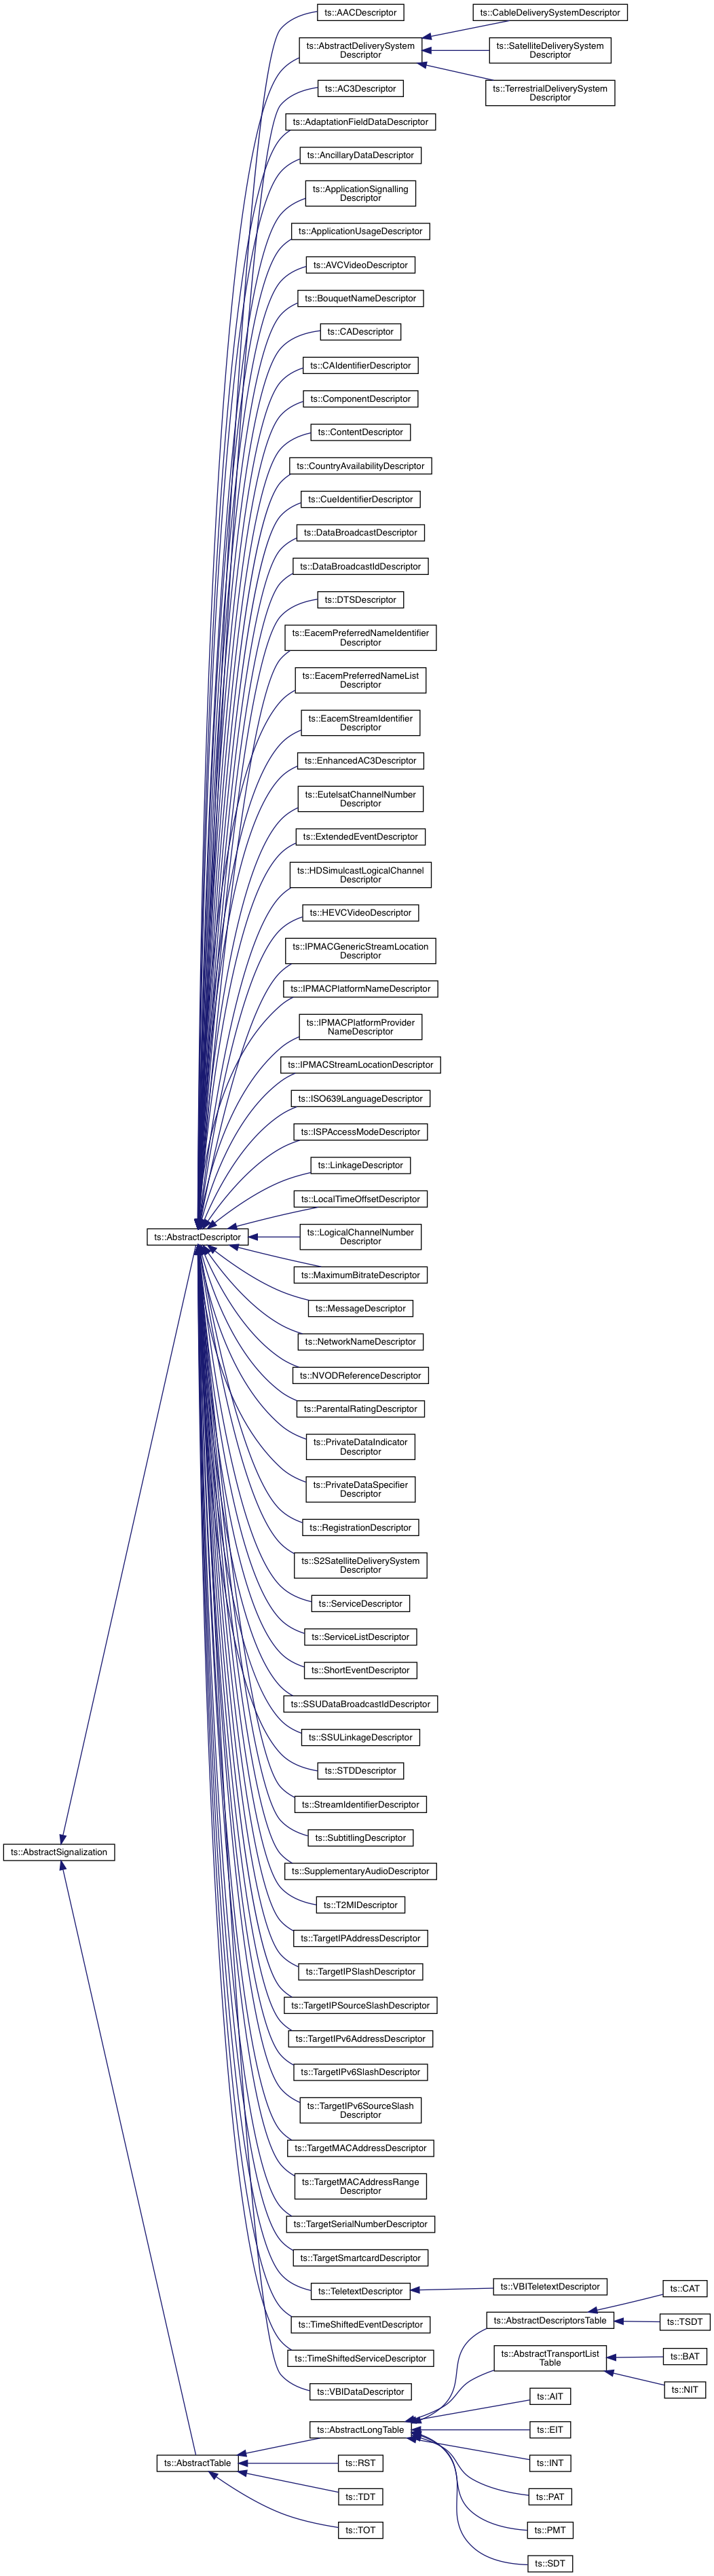 ts::AACDescriptor
ts::CableDeliverySystemDescriptor
ts::AbstractDeliverySystem
Descriptor
ts::SatelliteDeliverySystem
Descriptor
ts::TerrestrialDeliverySystem
Descriptor
ts::AC3Descriptor
ts::AdaptationFieldDataDescriptor
ts::AncillaryDataDescriptor
ts::ApplicationSignalling
Descriptor
ts::ApplicationUsageDescriptor
ts::AVCVideoDescriptor
ts::BouquetNameDescriptor
ts::CADescriptor
ts::CAIdentifierDescriptor
ts::ComponentDescriptor
ts::ContentDescriptor
ts::CountryAvailabilityDescriptor
ts::CueIdentifierDescriptor
ts::DataBroadcastDescriptor
ts::DataBroadcastIdDescriptor
ts::DTSDescriptor
ts::EacemPreferredNameIdentifier
Descriptor
ts::EacemPreferredNameList
Descriptor
ts::EacemStreamIdentifier
Descriptor
ts::EnhancedAC3Descriptor
ts::EutelsatChannelNumber
Descriptor
ts::ExtendedEventDescriptor
ts::HDSimulcastLogicalChannel
Descriptor
ts::HEVCVideoDescriptor
ts::IPMACGenericStreamLocation
Descriptor
ts::IPMACPlatformNameDescriptor
ts::IPMACPlatformProvider
NameDescriptor
ts::IPMACStreamLocationDescriptor
ts::ISO639LanguageDescriptor
ts::ISPAccessModeDescriptor
ts::LinkageDescriptor
ts::LocalTimeOffsetDescriptor
ts::AbstractDescriptor
ts::LogicalChannelNumber
Descriptor
ts::MaximumBitrateDescriptor
ts::MessageDescriptor
ts::NetworkNameDescriptor
ts::NVODReferenceDescriptor
ts::ParentalRatingDescriptor
ts::PrivateDataIndicator
Descriptor
ts::PrivateDataSpecifier
Descriptor
ts::RegistrationDescriptor
ts::S2SatelliteDeliverySystem
Descriptor
ts::ServiceDescriptor
ts::ServiceListDescriptor
ts::ShortEventDescriptor
ts::SSUDataBroadcastIdDescriptor
ts::SSULinkageDescriptor
ts::STDDescriptor
ts::StreamIdentifierDescriptor
ts::SubtitlingDescriptor
ts::AbstractSignalization
ts::SupplementaryAudioDescriptor
ts::T2MIDescriptor
ts::TargetIPAddressDescriptor
ts::TargetIPSlashDescriptor
ts::TargetIPSourceSlashDescriptor
ts::TargetIPv6AddressDescriptor
ts::TargetIPv6SlashDescriptor
ts::TargetIPv6SourceSlash
Descriptor
ts::TargetMACAddressDescriptor
ts::TargetMACAddressRange
Descriptor
ts::TargetSerialNumberDescriptor
ts::TargetSmartcardDescriptor
ts::TeletextDescriptor
ts::VBITeletextDescriptor
ts::CAT
ts::TimeShiftedEventDescriptor
ts::AbstractDescriptorsTable
ts::TSDT
ts::TimeShiftedServiceDescriptor
ts::AbstractTransportList
Table
ts::BAT
ts::NIT
ts::VBIDataDescriptor
ts::AIT
ts::AbstractLongTable
ts::EIT
ts::AbstractTable
ts::RST
ts::INT
ts::TDT
ts::PAT
ts::TOT
ts::PMT
ts::SDT